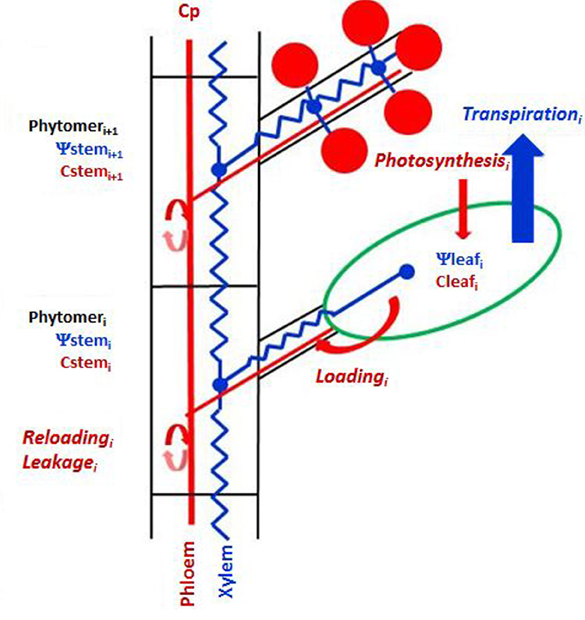 Cp
Phytomeri+1
Ψstemi+1
Cstemi+1
Transpirationi
Photosynthesisi
Ψleafi
Cleafi
Phytomeri
Ψstemi
Cstemi
Loadingi
Reloadingi
Leakagei
Phloem
Xylem